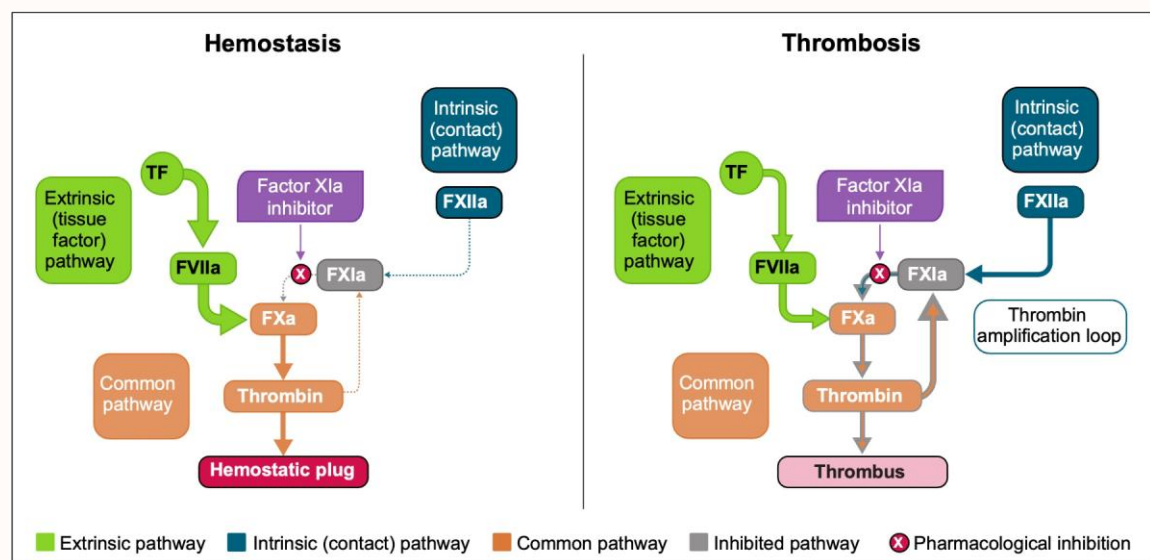 Hemostasis
Intrinsic
(contact)
pathway
TF
Extrinsic
(tissue
factor)
pathway
Factor XIa
inhibitor
FXIIa
FVIIa
X
FXIa
FXa
Common
pathway
Thrombin
Hemostatic plug
Thrombosis
Intrinsic
(contact)
pathway
TF
Extrinsic
(tissue
factor)
pathway
Factor XIa
inhibitor
FXIIa
FVIIa
X
FXIa
Thrombin
amplification loop
FXa
Common
pathway
Thrombin
Thrombus
Extrinsic pathway
Intrinsic (contact) pathway
Common pathway
Inhibited pathway
X Pharmacological inhibition